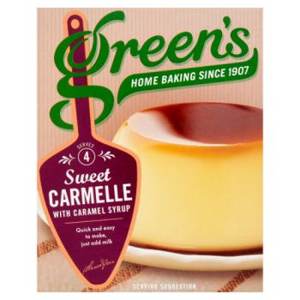 green's
HOME BAKING SINCE 1907
SERVES
4
Sweet
CARMELLE
WITH CARAMEL SYRUP
Quick and easy
to make,
just add milk
SERVING SUGGESTION